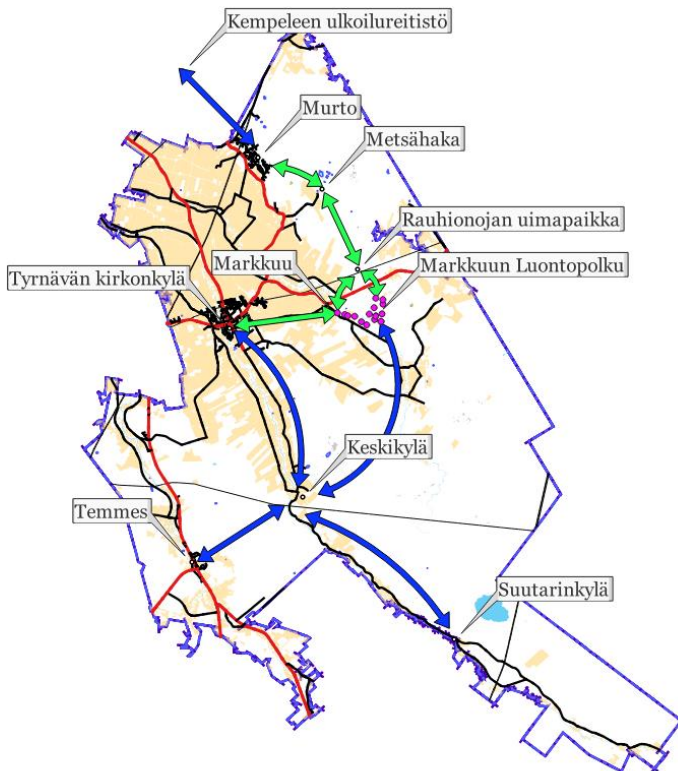 Kempeleen ulkoilureitistö
Murto
Metsähaka
Rauhionojan uimapaikka
Markkuu
Markkuun Luontopolku
Tyrnävän kirkonkylä
Keskikylä
Temmes
Suutarinkylä